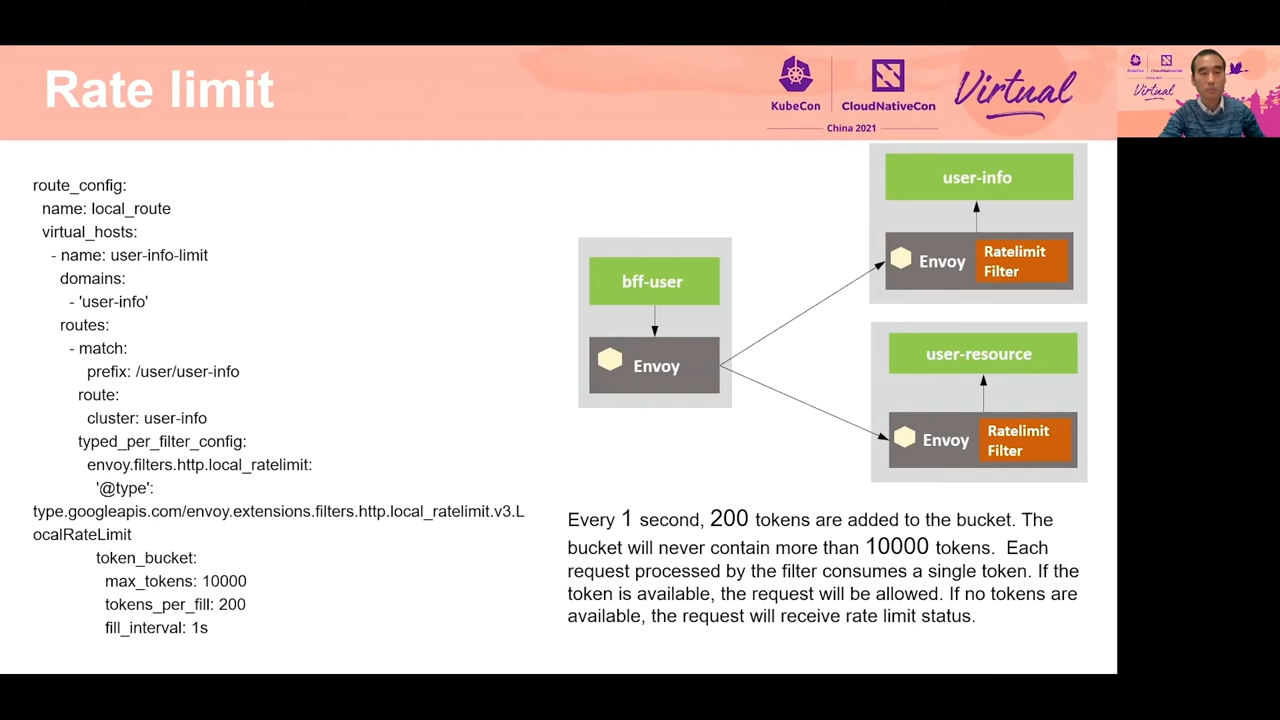 Rate limit
KubeCon
CloudNativeCon
Virtual
China 2021
route_config:
name: local_route
virtual_hosts:
- name: user-info-limit
domains:
- 'user-info'
routes:
- match:
prefix: /user/user-info
route:
cluster: user-info
typed_per_filter_config:
envoy.filters.http.local_ratelimit:
'@type':
type.googleapis.com/envoy.extensions.filters.http.local_ratelimit.v3.L
ocalRateLimit
token_bucket:
max_tokens: 10000
tokens_per_fill: 200
fill_interval: 1s
bff-user
Envoy
user-info
Envoy
Ratelimit
Filter
user-resource
Envoy
Ratelimit
Filter
Every 1 second, 200 tokens are added to the bucket. The
bucket will never contain more than 10000 tokens. Each
request processed by the filter consumes a single token. If the
token is available, the request will be allowed. If no tokens are
available, the request will receive rate limit status.
Virtual